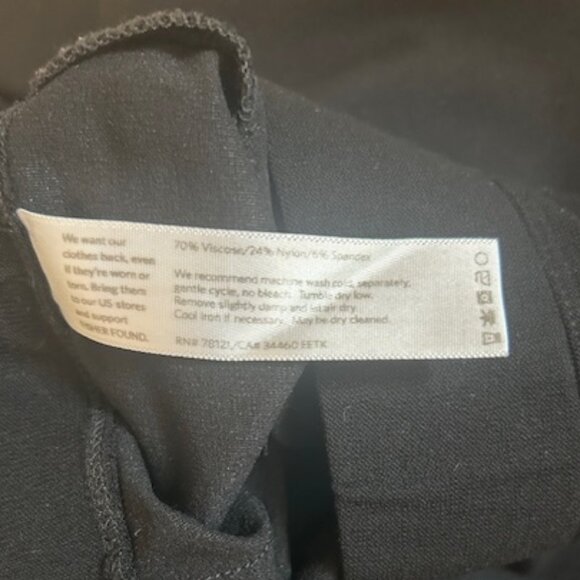 We want our
clothes back, even
if they're worn or
torn. Bring them
to our US stores
and support
FISHER FOUND.
70% Viscose/24% Nylon/6% Spandex
We recommend machine wash cold, separately,
gentle cycle, no bleach. Tumble dry low.
Remove slightly damp and let air dry.
Cool iron if necessary. May be dry cleaned.
RN# 78121/CA# 34460 EETK